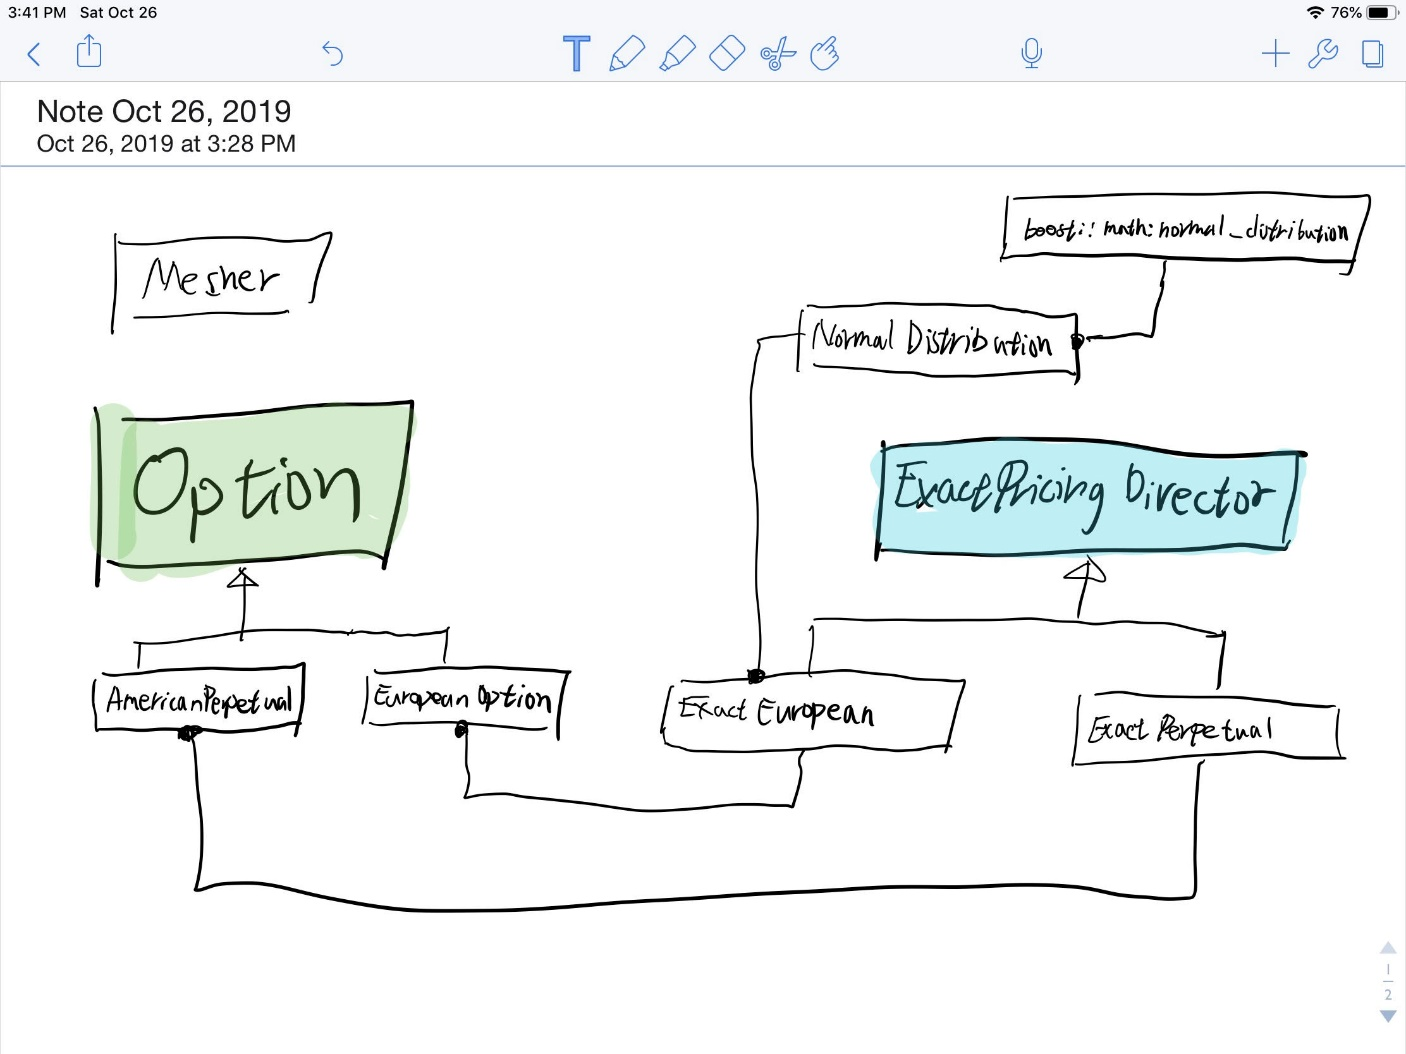 3:41 PM Sat Oct 26
76%
T
Note Oct 26, 2019
Oct 26, 2019 at 3:28 PM
boost:: math:normal_distribution
Mesher
Normal Distribution
Option
ExactPricing Director
AmericanPerpetual
European Option
Exact European
Exact Perpetual
1
2